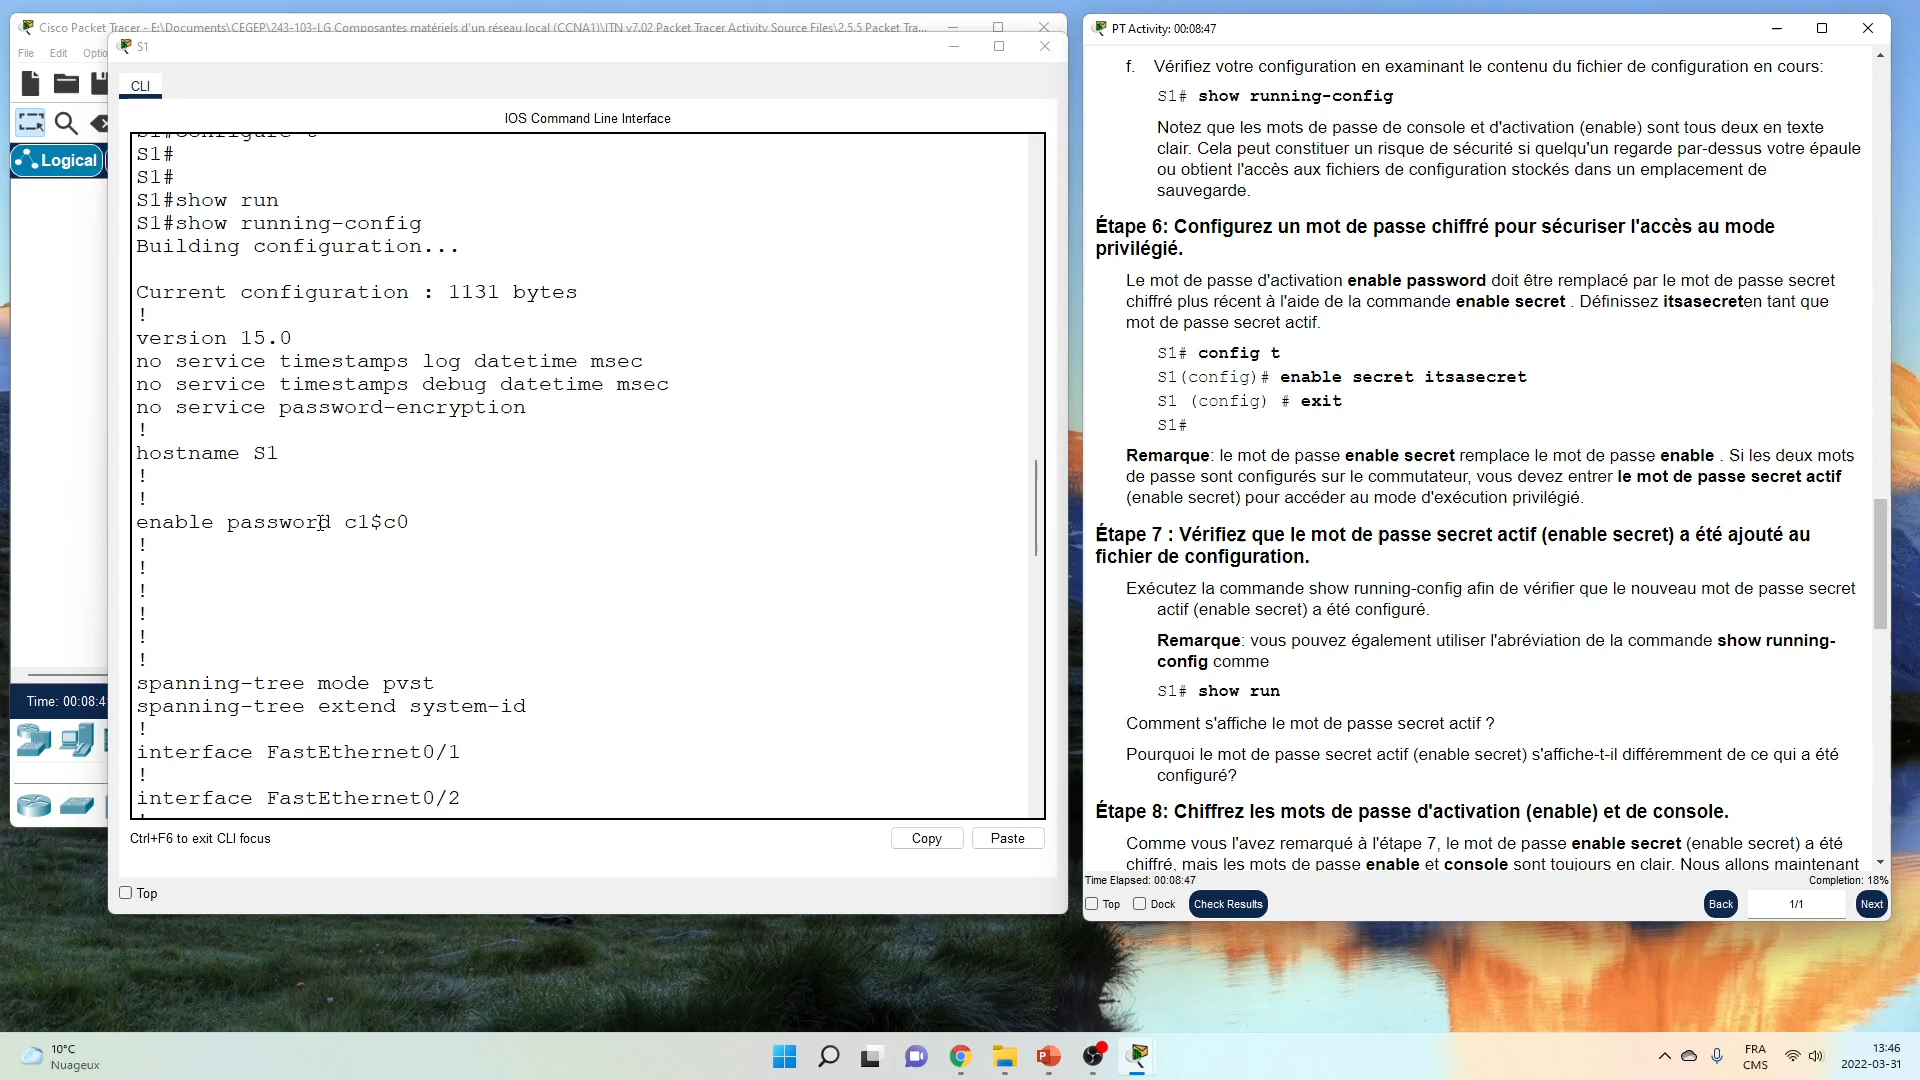 Cisco Packet Tracer - E:\Documents\CEGEP\243-103-LG Composantes matériels d'un réseau local (CCNA1)\ITN v7.02 Packet Tracer Activity Source Files\2.5.5 Packet Tra...
File Edit
Logical
Time: 00:08:4
S1
CLI
IOS Command Line Interface
S1#configure t
S1#
S1#
S1#show run
S1#show running-config
Building configuration...
Current configuration : 1131 bytes
!
version 15.0
no service timestamps log datetime msec
no service timestamps debug datetime msec
no service password-encryption
!
hostname S1
!
!
enable password c1$c0
!
!
!
!
!
!
spanning-tree mode pvst
spanning-tree extend system-id
!
interface FastEthernet0/1
!
interface FastEthernet0/2
Ctrl+F6 to exit CLI focus
Copy
Paste
Top
PT Activity: 00:08:47
f. Vérifiez votre configuration en examinant le contenu du fichier de configuration en cours:
S1# show running-config
Notez que les mots de passe de console et d'activation (enable) sont tous deux en texte
clair. Cela peut constituer un risque de sécurité si quelqu'un regarde par-dessus votre épaule
ou obtient l'accès aux fichiers de configuration stockés dans un emplacement de
sauvegarde.
Étape 6: Configurez un mot de passe chiffré pour sécuriser l'accès au mode
privilégié.
Le mot de passe d'activation enable password doit être remplacé par le mot de passe secret
chiffré plus récent à l'aide de la commande enable secret . Définissez itsasecreten tant que
mot de passe secret actif.
S1# config t
S1(config)# enable secret itsasecret
S1 (config) # exit
S1#
Remarque: le mot de passe enable secret remplace le mot de passe enable . Si les deux mots
de passe sont configurés sur le commutateur, vous devez entrer le mot de passe secret actif
(enable secret) pour accéder au mode d'exécution privilégié.
Étape 7 : Vérifiez que le mot de passe secret actif (enable secret) a été ajouté au
fichier de configuration.
Exécutez la commande show running-config afin de vérifier que le nouveau mot de passe secret
actif (enable secret) a été configuré.
Remarque: vous pouvez également utiliser l'abréviation de la commande show running-
config comme
S1# show run
Comment s'affiche le mot de passe secret actif ?
Pourquoi le mot de passe secret actif (enable secret) s'affiche-t-il différemment de ce qui a été
configuré?
Étape 8: Chiffrez les mots de passe d'activation (enable) et de console.
Comme vous l'avez remarqué à l'étape 7, le mot de passe enable secret (enable secret) a été
chiffré, mais les mots de passe enable et console sont toujours en clair. Nous allons maintenant
Time Elapsed: 00:08:47
Completion: 18%
Top
Dock
Check Results
Back
1/1
Next
10°C
Nuageux
FRA
CMS
13:46
2022-03-31